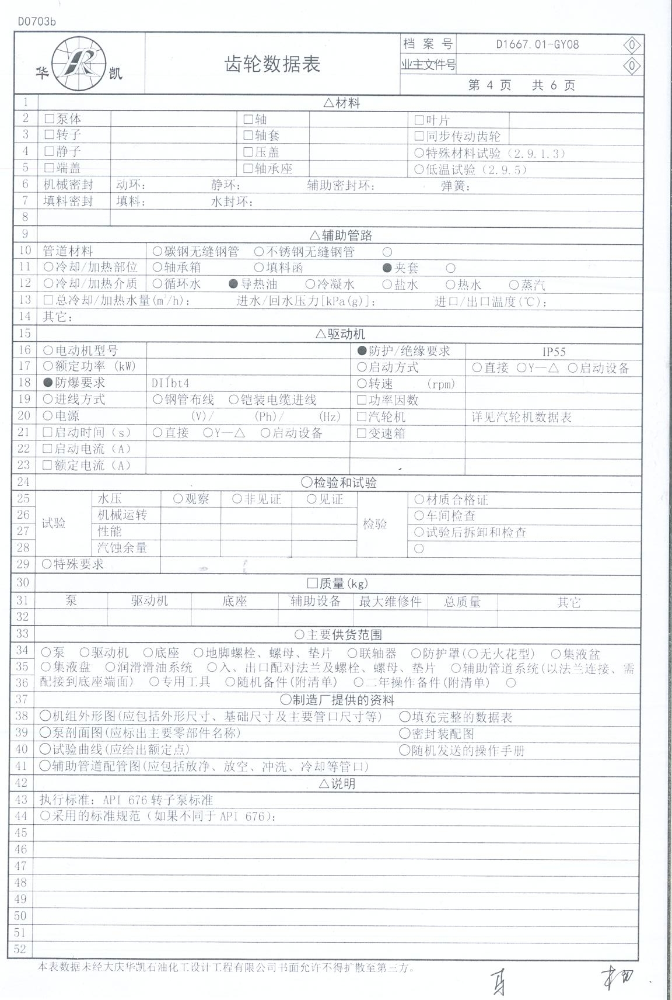 D0703b
华 凯
齿轮数据表
档 案 号 D1667.01-GY08 0
业主文件号 0
第 4 页 共 6 页
1 △材料
2 □泵体 □轴 □叶片
3 □转子 □轴套 □同步传动齿轮
4 □静子 □压盖 ○特殊材料试验（2.9.1.3）
5 □端盖 □轴承座 ○低温试验（2.9.5）
6 机械密封 动环: 静环: 辅助密封环: 弹簧:
7 填料密封 填料: 水封环:
8
9 △辅助管路
10 管道材料 ○碳钢无缝钢管 ○不锈钢无缝钢管 ○
11 ○冷却/加热部位 ○轴承箱 ○填料函 ●夹套 ○
12 ○冷却/加热介质 ○循环水 ●导热油 ○冷凝水 ○盐水 ○热水 ○蒸汽
13 □总冷却/加热水量(m³/h): 进水/回水压力[kPa(g)]: 进口/出口温度(℃):
14 其它:
15 △驱动机
16 ○电动机型号 ●防护/绝缘要求 IP55
17 ○额定功率 (kW) ○启动方式 ○直接 ○Y—△ ○启动设备
18 ●防爆要求 DIIbt4 ○转速 (rpm)
19 ○进线方式 ○钢管布线 ○铠装电缆进线 □功率因数
20 ○电源 (V)/ (Ph)/ (Hz) □汽轮机 详见汽轮机数据表
21 □启动时间（s） ○直接 ○Y—△ ○启动设备 □变速箱
22 □启动电流（A）
23 □额定电流（A）
24 ○检验和试验
25 试验 水压 ○观察 ○非见证 ○见证 检验 ○材质合格证
26 机械运转 ○车间检查
27 性能 ○试验后拆卸和检查
28 汽蚀余量 ○
29 ○特殊要求
30 □质量(kg)
31 泵 驱动机 底座 辅助设备 最大维修件 总质量 其它
32
33 ○主要供货范围
34 ○泵 ○驱动机 ○底座 ○地脚螺栓、螺母、垫片 ○联轴器 ○防护罩(○无火花型) ○集液盆
35 ○集液盘 ○润滑滑油系统 ○入、出口配对法兰及螺栓、螺母、垫片 ○辅助管道系统(以法兰连接、需
36 配接到底座端面) ○专用工具 ○随机备件(附清单) ○二年操作备件(附清单) ○
37 ○制造厂提供的资料
38 ○机组外形图(应包括外形尺寸、基础尺寸及主要管口尺寸等) ○填充完整的数据表
39 ○泵剖面图(应标出主要零部件名称) ○密封装配图
40 ○试验曲线(应给出额定点) ○随机发送的操作手册
41 ○辅助管道配管图(应包括放净、放空、冲洗、冷却等管口)
42 △说明
43 执行标准: API 676 转子泵标准
44 ○采用的标准规范（如果不同于 API 676):
45
46
47
48
49
50
51
52
本表数据未经大庆华凯石油化工设计工程有限公司书面允许不得扩散至第三方。